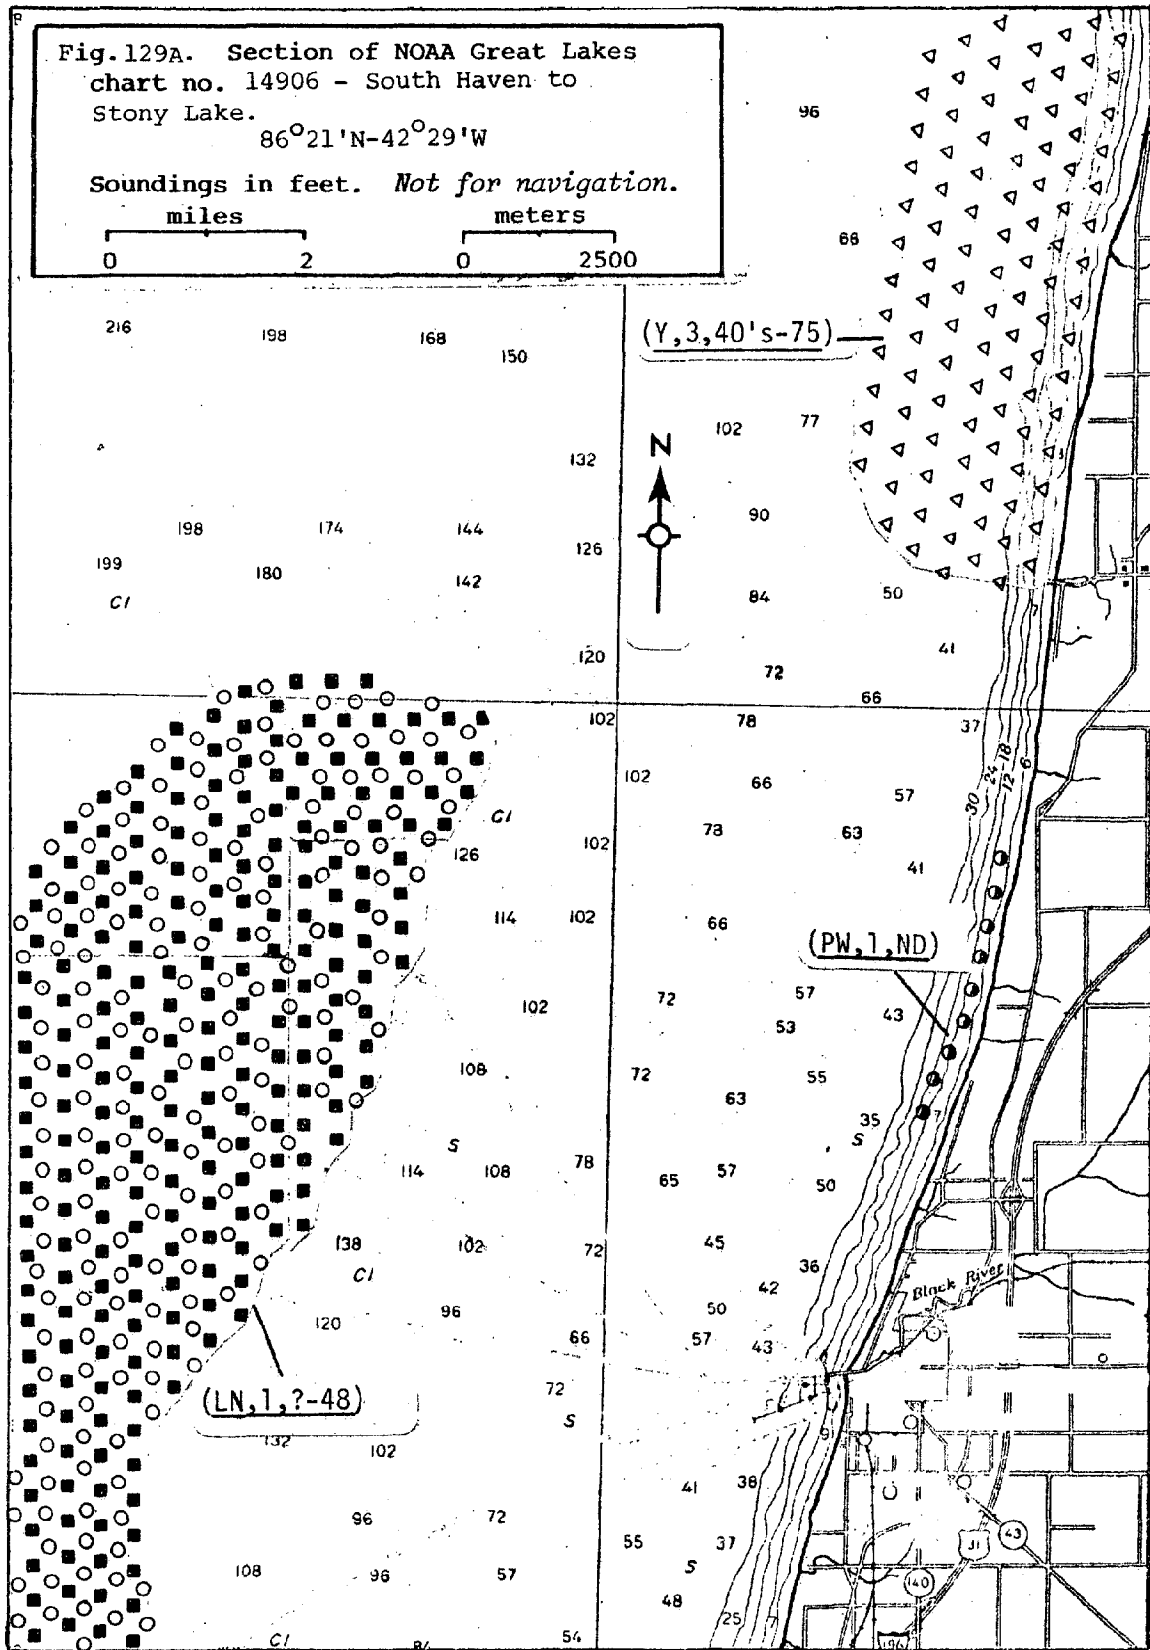 Fig.129A. Section of NOAA Great Lakes
chart no. 14906 - South Haven to
Stony Lake.
86°21'N-42°29'W
Soundings in feet. Not for navigation.
miles meters
0 2 0 2500
96
66
216 198 168 150
(Y,3,40's-75)
102 77
132
N
198 174 144 90
126
199 180 142
84 50
Cl
41
120
72
66
102 78 37
102 66 57
30 24 18 12 6
Cl
73 63
126 102 41
114 102 66
(PW,1,ND)
102 72 57 43
53
108 72 55
63 35
7
S S
114 108 78 65 57 50
138 102 72 45 36
Cl 42
Black River
120 96 50
66 57 43
72
(LN,1,?-48)
S
132 102
9
41 38
96 72
55 37 31 43
108 96 57 S
48 140
25 7
54
Cl 196